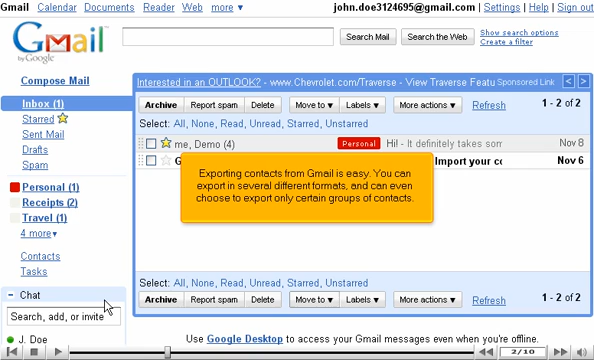 Gmail Calendar Documents Reader Web more ▼ john.doe3124695@gmail.com | Settings | Help | Sign out
Gmail
by Google
Search Mail Search the Web Show search options
Create a filter
Compose Mail
Inbox (1)
Starred
Sent Mail
Drafts
Spam
Personal (1)
Receipts (2)
Travel (1)
4 more▼
Contacts
Tasks
− Chat
Search, add, or invite
J. Doe
Interested in an OUTLOOK? - www.Chevrolet.com/Traverse - View Traverse Featu Sponsored Link < >
Archive Report spam Delete Move to ▼ Labels ▼ More actions ▼ Refresh 1 - 2 of 2
Select: All, None, Read, Unread, Starred, Unstarred
me, Demo (4) Personal Hi! - It definitely takes som Nov 8
G Import your co Nov 6
Exporting contacts from Gmail is easy. You can
export in several different formats, and can even
choose to export only certain groups of contacts.
Select: All, None, Read, Unread, Starred, Unstarred
Archive Report spam Delete Move to ▼ Labels ▼ More actions ▼ Refresh 1 - 2 of 2
Use Google Desktop to access your Gmail messages even when you're offline.
2/10